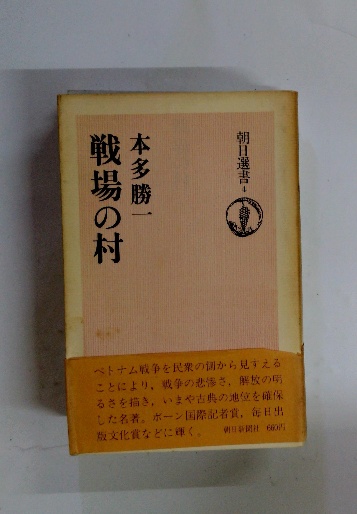 朝日選書 4
本多勝一
戦場の村
ベトナム戦争を民衆の側から見すえる
ことにより，戦争の悲惨さ，解放の明
るさを描き，いまや古典の地位を確保
した名著。ボーン国際記者賞，毎日出
版文化賞などに輝く。 朝日新聞社 660円